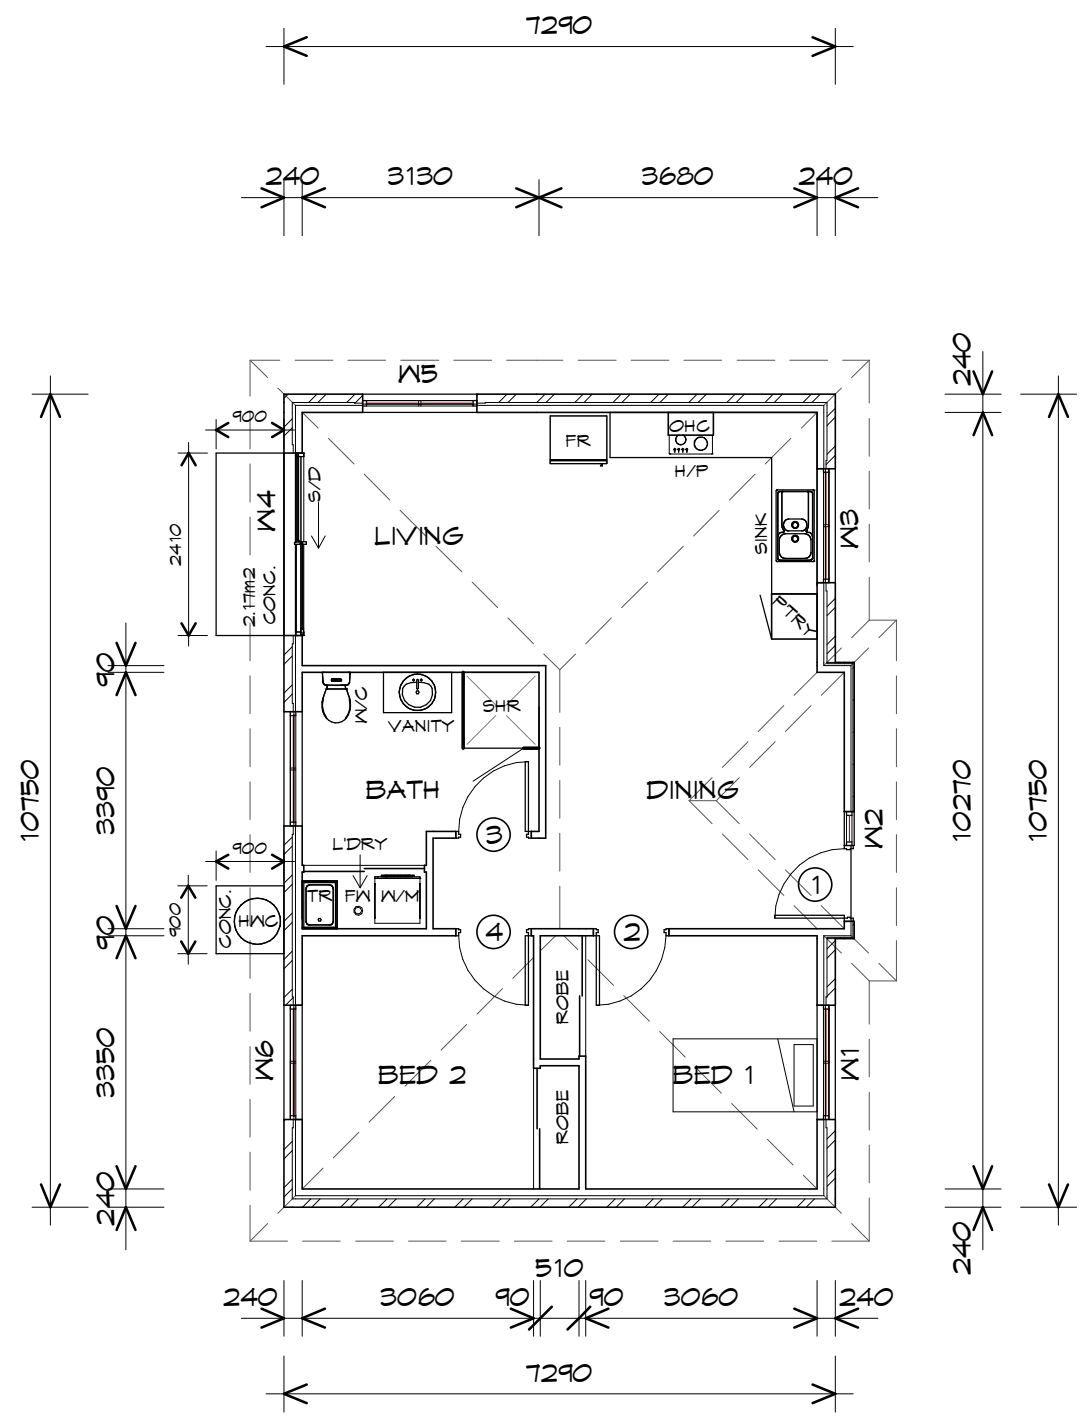 7290
240 3130 3680 240
W5
240
900
FR
OHC
H/P
W4
S/D
2410
2.17m2
CONC.
LIVING
SINK
W3
PTRY
90
W/C
VANITY
SHR
10750
3390
BATH
DINING
10270
10750
3
L'DRY
W2
900
1
TR
FW
W/M
CONC.
HWC
900
90
4
2
ROBE
3350
W6
BED 2
BED 1
W1
ROBE
240
240
510
240 3060 90 90 3060 240
7290